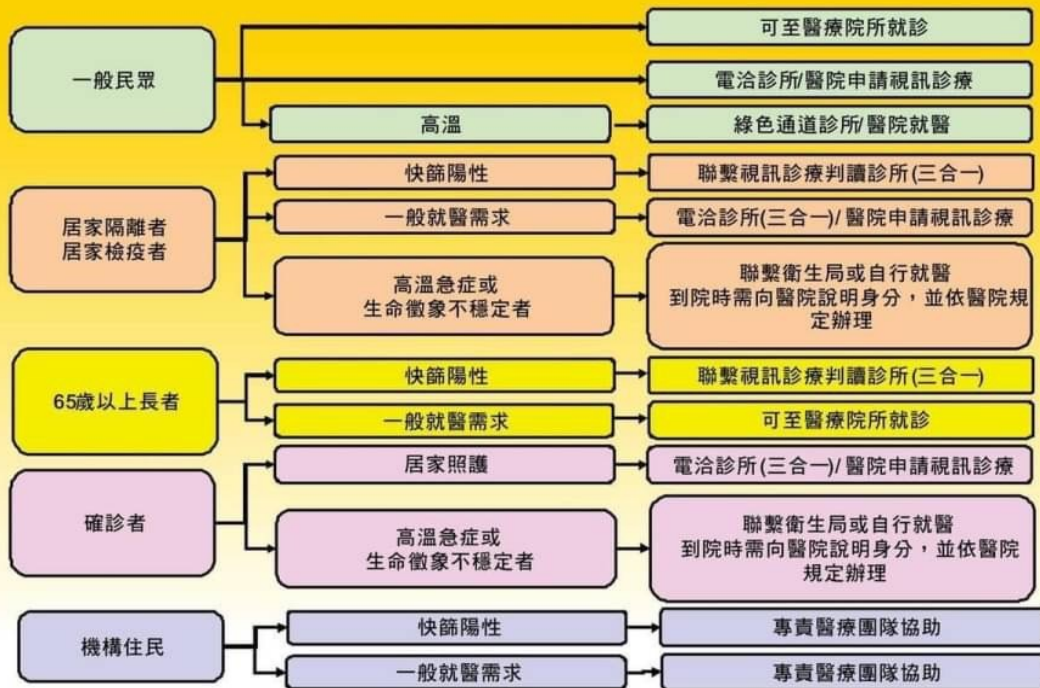 一般民眾
可至醫療院所就診
電洽診所/醫院申請視訊診療
高溫
綠色通道診所/醫院就醫
居家隔離者
居家檢疫者
快篩陽性
聯繫視訊診療判讀診所(三合一)
一般就醫需求
電洽診所(三合一)/醫院申請視訊診療
高溫急症或
生命徵象不穩定者
聯繫衛生局或自行就醫
到院時需向醫院說明身分，並依醫院規
定辦理
65歲以上長者
快篩陽性
聯繫視訊診療判讀診所(三合一)
一般就醫需求
可至醫療院所就診
確診者
居家照護
電洽診所(三合一)/醫院申請視訊診療
高溫急症或
生命徵象不穩定者
聯繫衛生局或自行就醫
到院時需向醫院說明身分，並依醫院
規定辦理
機構住民
快篩陽性
專責醫療團隊協助
一般就醫需求
專責醫療團隊協助